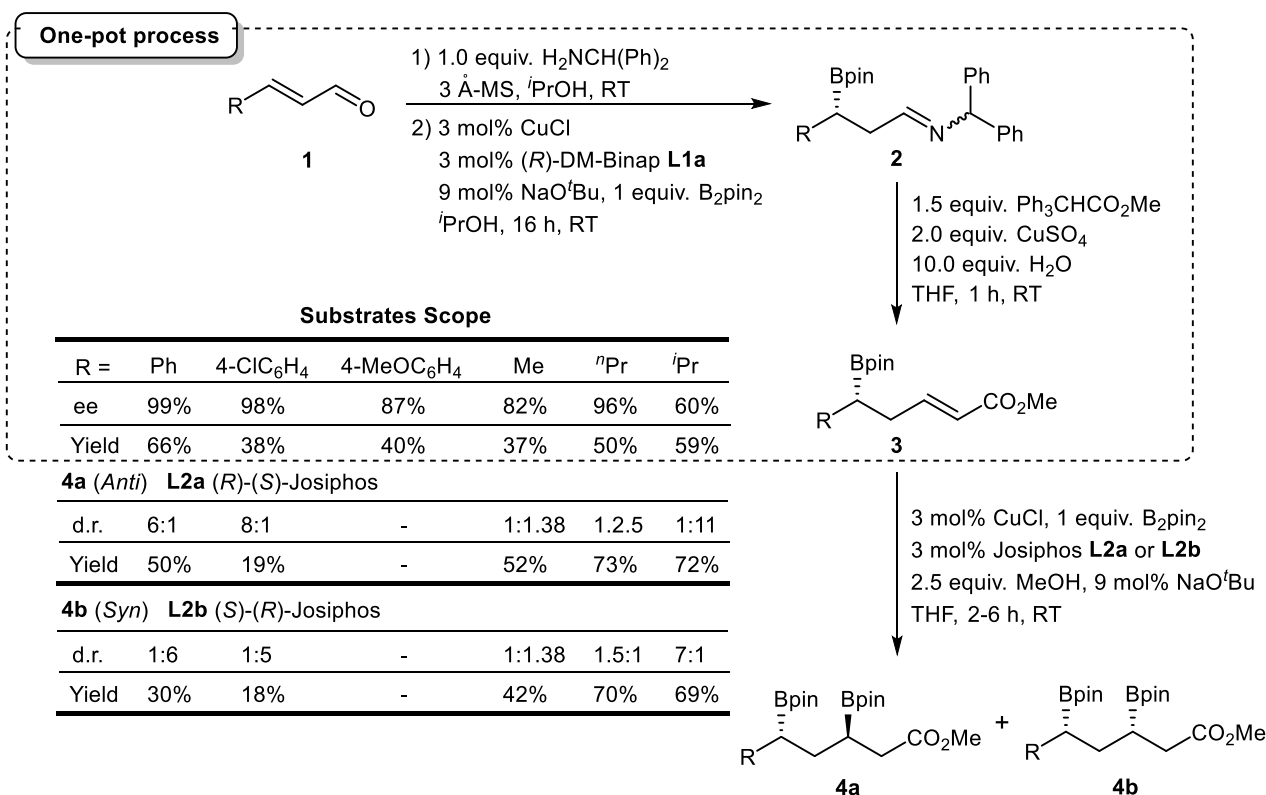 One-pot process
1) 1.0 equiv. H₂NCH(Ph)₂
3 Å-MS, ⁱPrOH, RT
2) 3 mol% CuCl
3 mol% (R)-DM-Binap L1a
9 mol% NaOᵗBu, 1 equiv. B₂pin₂
ⁱPrOH, 16 h, RT
R
O
1
Bpin
Ph
R
N
Ph
2
1.5 equiv. Ph₃CHCO₂Me
2.0 equiv. CuSO₄
10.0 equiv. H₂O
THF, 1 h, RT
Bpin
R
CO₂Me
3
Substrates Scope
R = Ph 4-ClC₆H₄ 4-MeOC₆H₄ Me ⁿPr ⁱPr
ee 99% 98% 87% 82% 96% 60%
Yield 66% 38% 40% 37% 50% 59%
4a (Anti) L2a (R)-(S)-Josiphos
d.r. 6:1 8:1 - 1:1.38 1.2.5 1:11
Yield 50% 19% - 52% 73% 72%
4b (Syn) L2b (S)-(R)-Josiphos
d.r. 1:6 1:5 - 1:1.38 1.5:1 7:1
Yield 30% 18% - 42% 70% 69%
3 mol% CuCl, 1 equiv. B₂pin₂
3 mol% Josiphos L2a or L2b
2.5 equiv. MeOH, 9 mol% NaOᵗBu
THF, 2-6 h, RT
Bpin Bpin
R
CO₂Me
4a
+
Bpin Bpin
R
CO₂Me
4b